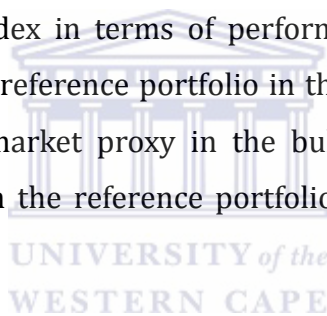 dex in terms of perform
reference portfolio in th
market proxy in the bu
the reference portfolio
UNIVERSITY of the
WESTERN CAPE